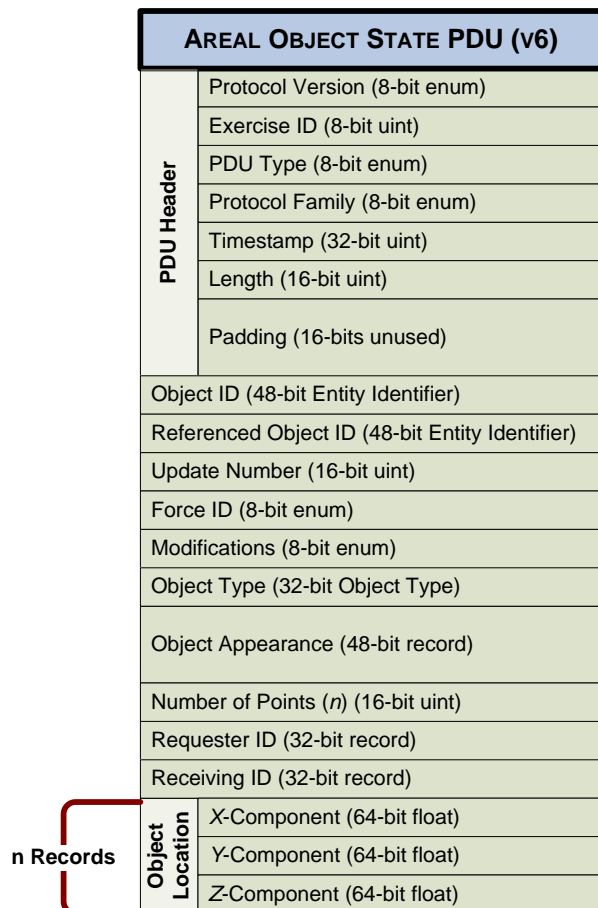 AREAL OBJECT STATE PDU (V6)
PDU Header
Protocol Version (8-bit enum)
Exercise ID (8-bit uint)
PDU Type (8-bit enum)
Protocol Family (8-bit enum)
Timestamp (32-bit uint)
Length (16-bit uint)
Padding (16-bits unused)
Object ID (48-bit Entity Identifier)
Referenced Object ID (48-bit Entity Identifier)
Update Number (16-bit uint)
Force ID (8-bit enum)
Modifications (8-bit enum)
Object Type (32-bit Object Type)
Object Appearance (48-bit record)
Number of Points (n) (16-bit uint)
Requester ID (32-bit record)
Receiving ID (32-bit record)
n Records
Object
Location
X-Component (64-bit float)
Y-Component (64-bit float)
Z-Component (64-bit float)